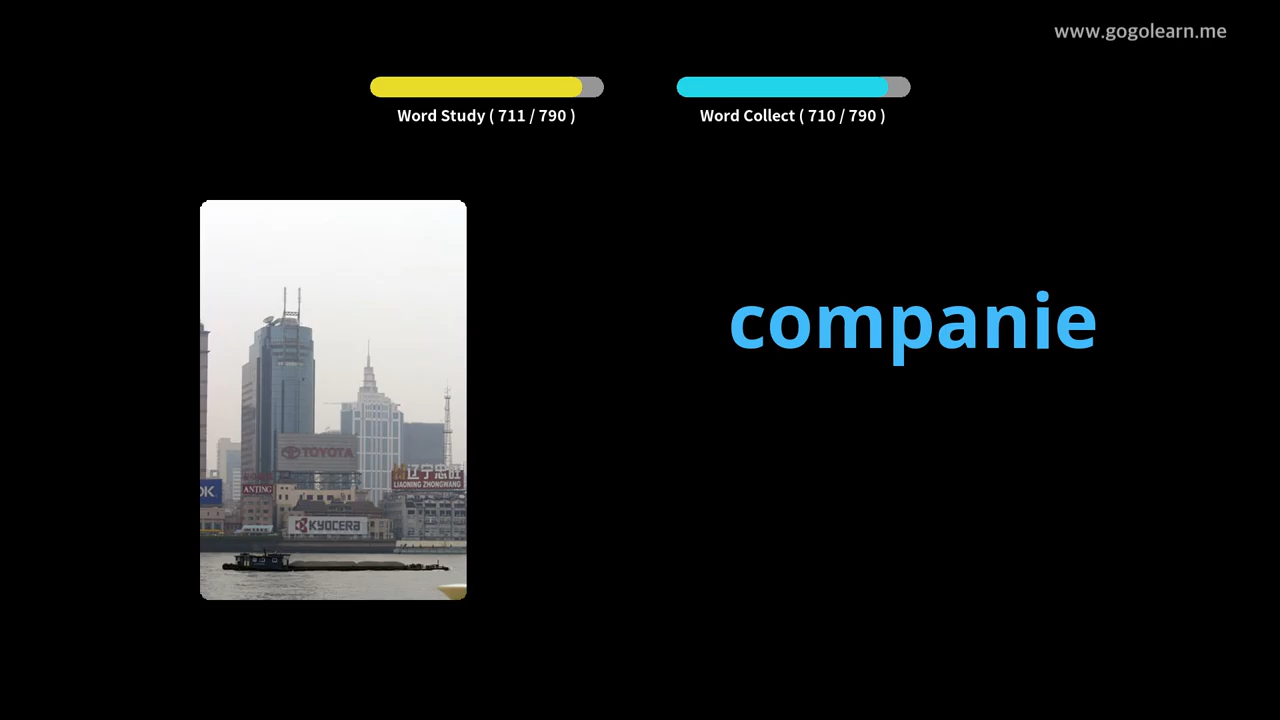 www.gogolearn.me
Word Study ( 711 / 790 )
Word Collect ( 710 / 790 )
companie
TOYOTA
辽宁忠旺
LIAONING ZHONGWANG
OK
ANTING
KYOCERA